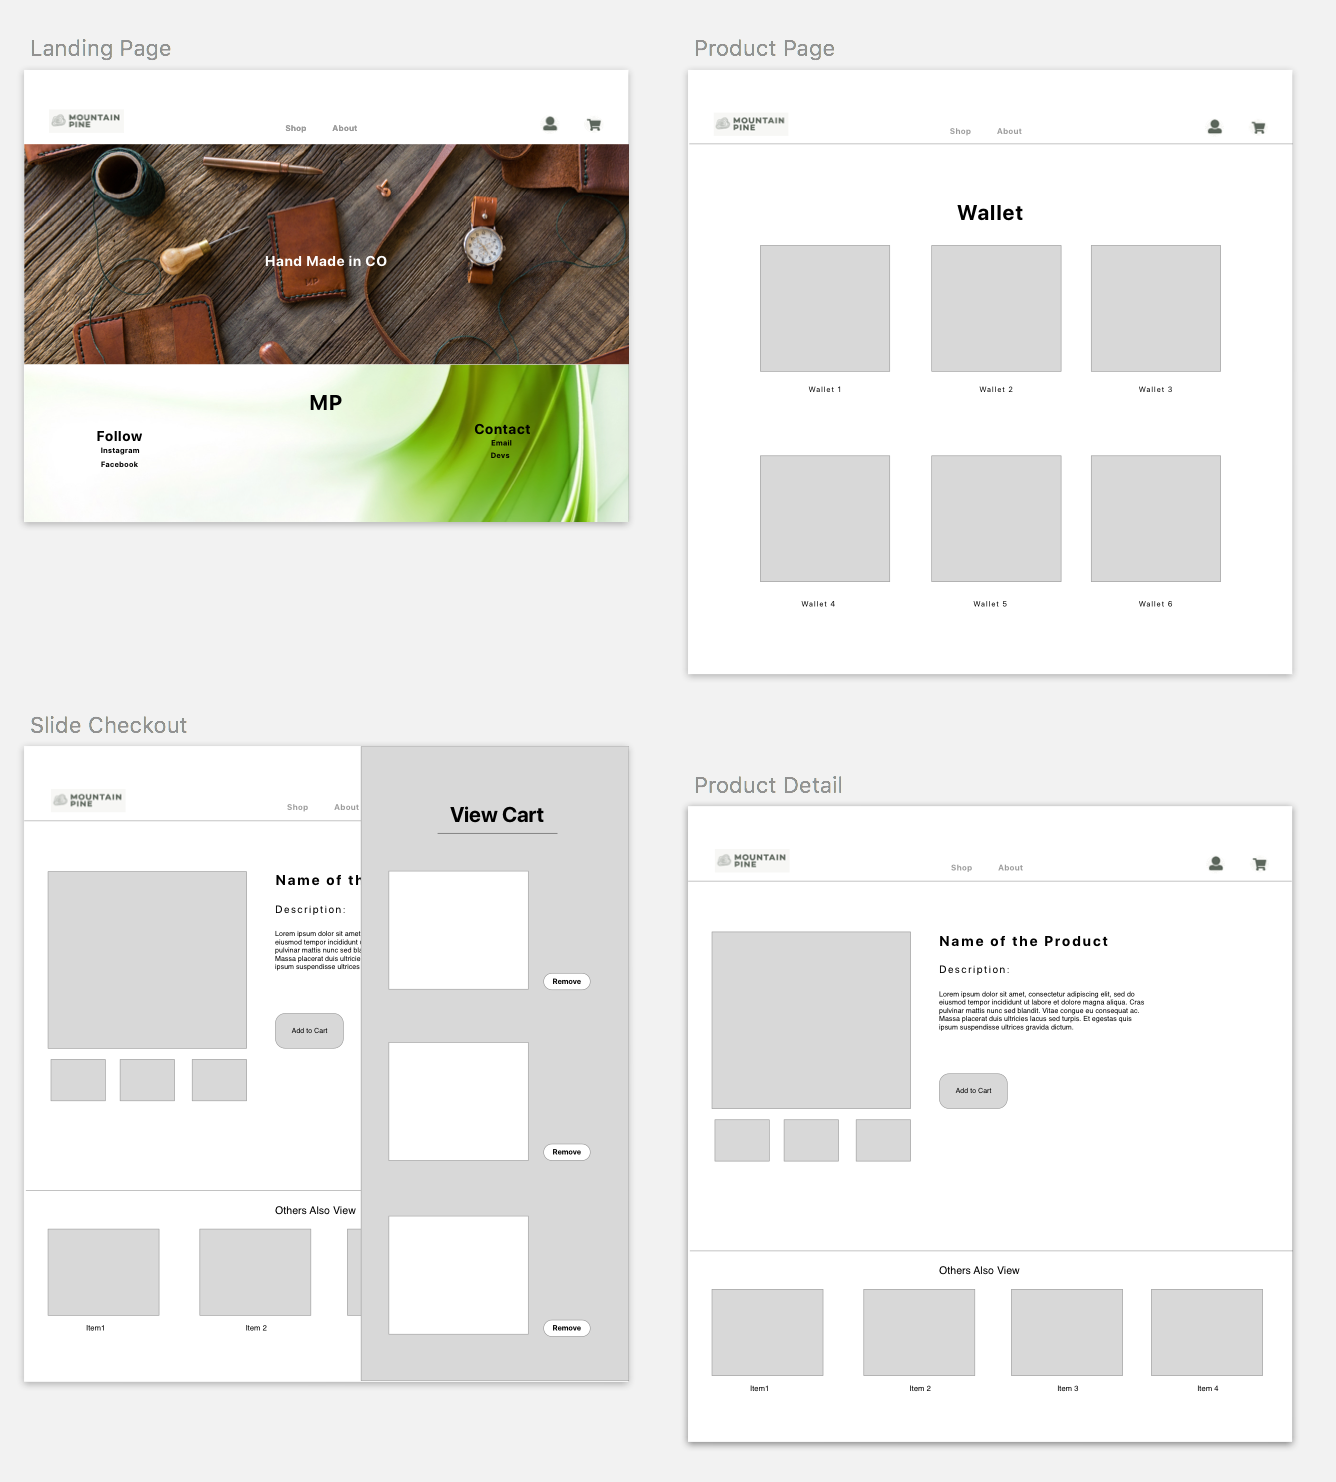 Landing Page
MOUNTAIN
PINE
Shop About
Hand Made in CO
MP
MP
Follow
Instagram
Facebook
Contact
Email
Devs
Product Page
MOUNTAIN
PINE
Shop About
Wallet
Wallet 1 Wallet 2 Wallet 3
Wallet 4 Wallet 5 Wallet 6
Slide Checkout
MOUNTAIN
PINE
Shop About
Name of th
Description:
Lorem ipsum dolor sit amet
eiusmod tempor incididunt
pulvinar mattis nunc sed bla
Massa placerat duis ultricie
ipsum suspendisse ultrices
Add to Cart
Others Also View
Item1 Item 2
View Cart
Remove
Remove
Remove
Product Detail
MOUNTAIN
PINE
Shop About
Name of the Product
Description:
Lorem ipsum dolor sit amet, consectetur adipiscing elit, sed do
eiusmod tempor incididunt ut labore et dolore magna aliqua. Cras
pulvinar mattis nunc sed blandit. Vitae congue eu consequat ac.
Massa placerat duis ultricies lacus sed turpis. Et egestas quis
ipsum suspendisse ultrices gravida dictum.
Add to Cart
Others Also View
Item1 Item 2 Item 3 Item 4